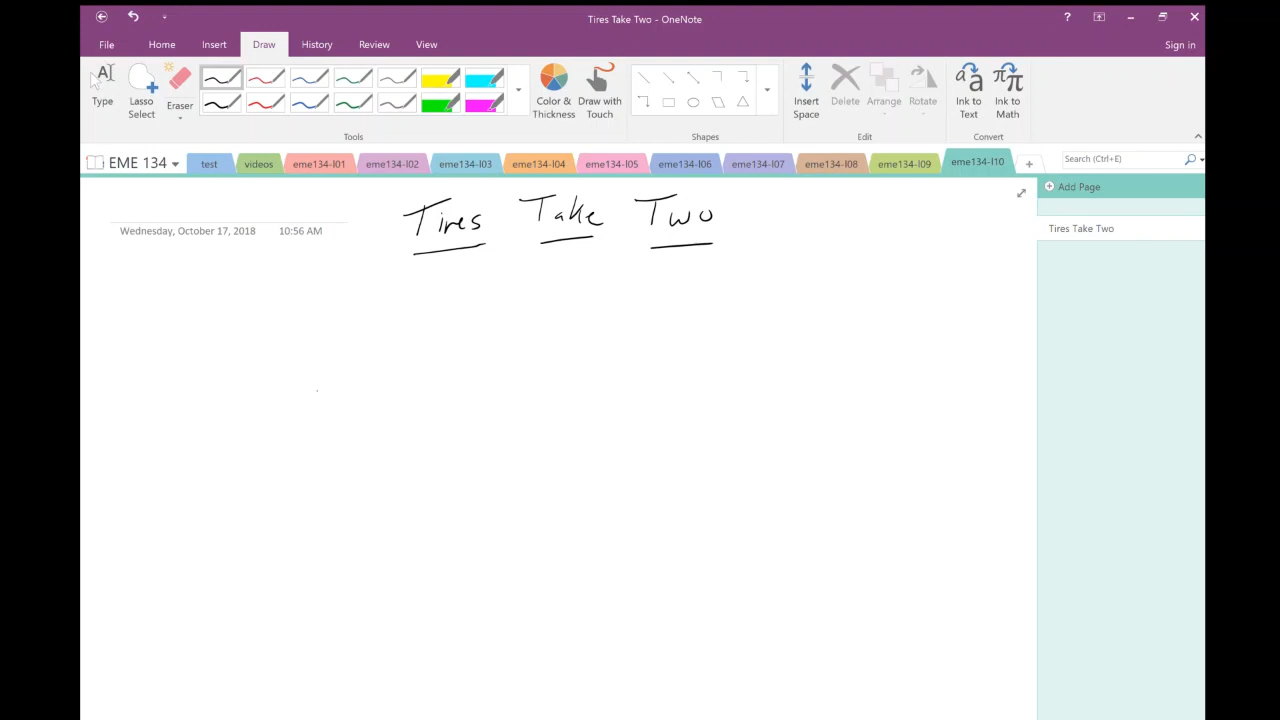 Tires Take Two - OneNote
?
File Home Insert Draw History Review View
Sign in
Type
Lasso Select
Eraser
Color & Thickness
Draw with Touch
Insert Space
Delete
Arrange
Rotate
Ink to Text
Ink to Math
Tools
Shapes
Edit
Convert
EME 134
test videos eme134-l01 eme134-l02 eme134-l03 eme134-l04 eme134-l05 eme134-l06 eme134-l07 eme134-l08 eme134-l09 eme134-l10 +
Search (Ctrl+E)
Add Page
Tires Take Two
Tires Take Two
Wednesday, October 17, 2018 10:56 AM